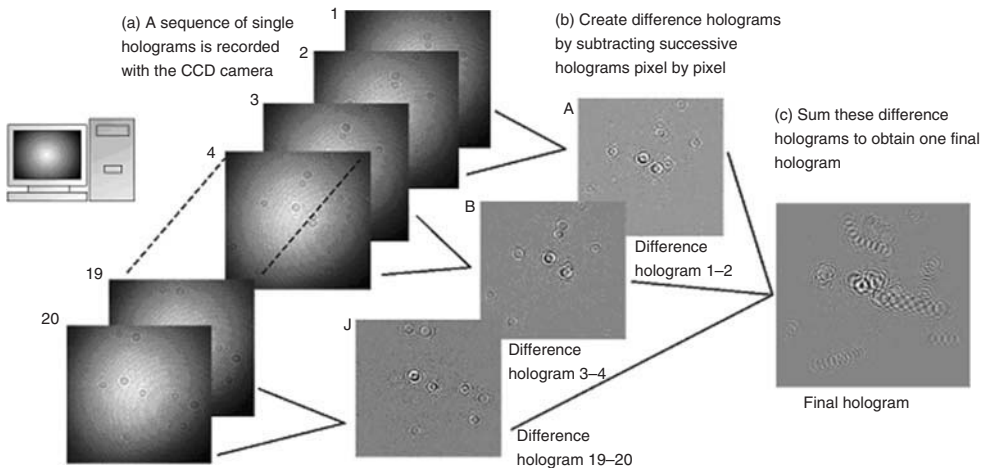 (a) A sequence of single
holograms is recorded
with the CCD camera
1
2
3
4
19
20
(b) Create difference holograms
by subtracting successive
holograms pixel by pixel
A
Difference
hologram 1–2
B
Difference
hologram 3–4
J
Difference
hologram 19–20
(c) Sum these difference
holograms to obtain one final
hologram
Final hologram